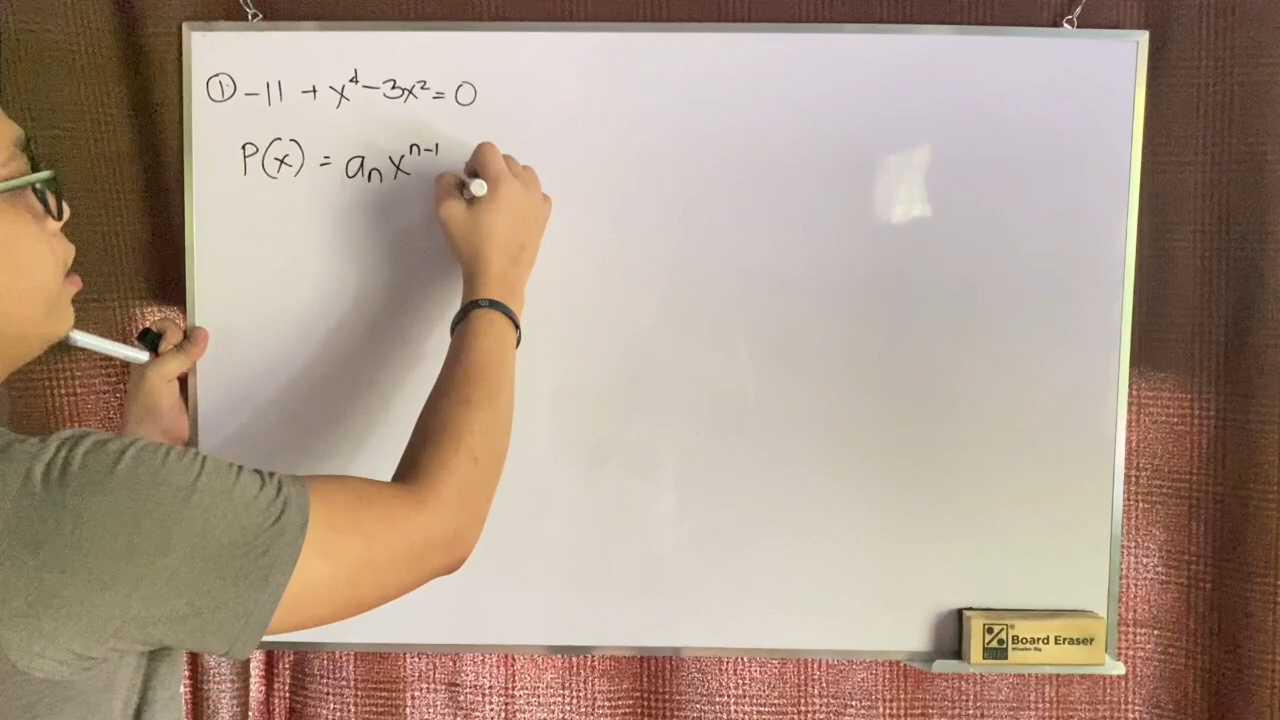 ① -11 + x⁴ - 3x² = 0
P(x) = aₙxⁿ⁻¹
Board Eraser